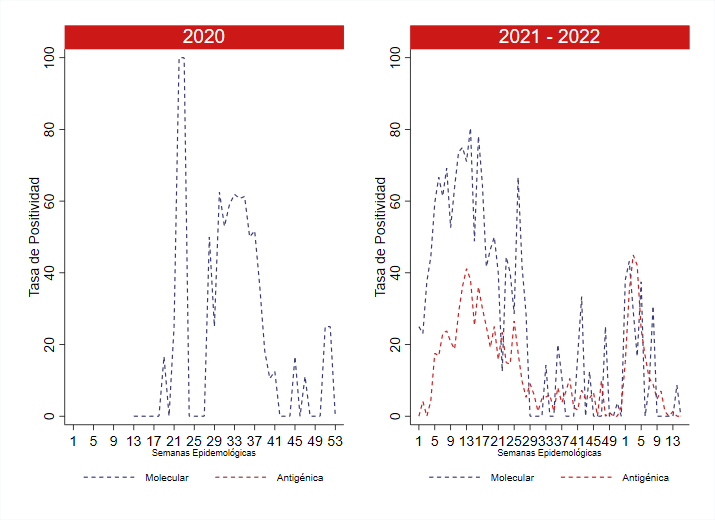 2020
Tasa de Positividad
0 20 40 60 80 100
1 5 9 13 17 21 25 29 33 37 41 45 49 53
Semanas Epidemológicas
Molecular Antigénica
2021 - 2022
Tasa de Positividad
0 20 40 60 80 100
1 5 9 13 17 21 25 29 33 37 41 45 49 1 5 9 13
Semanas Epidemológicas
Molecular Antigénica